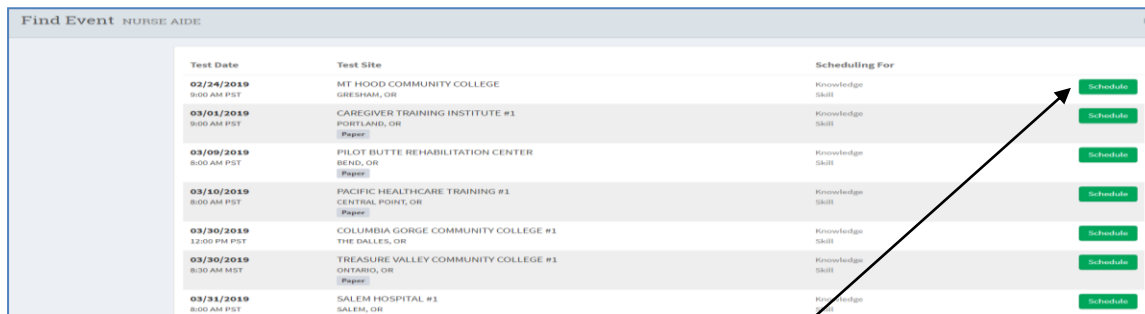 Find Event NURSE AIDE
Test Date Test Site Scheduling For
02/24/2019 MT HOOD COMMUNITY COLLEGE Knowledge Schedule
9:00 AM PST GRESHAM, OR Skill
03/01/2019 CAREGIVER TRAINING INSTITUTE #1 Knowledge Schedule
9:00 AM PST PORTLAND, OR Skill
Paper
03/09/2019 PILOT BUTTE REHABILITATION CENTER Knowledge Schedule
8:00 AM PST BEND, OR Skill
Paper
03/10/2019 PACIFIC HEALTHCARE TRAINING #1 Knowledge Schedule
8:00 AM PST CENTRAL POINT, OR Skill
Paper
03/30/2019 COLUMBIA GORGE COMMUNITY COLLEGE #1 Knowledge Schedule
12:00 PM PST THE DALLES, OR Skill
03/30/2019 TREASURE VALLEY COMMUNITY COLLEGE #1 Knowledge Schedule
8:30 AM MST ONTARIO, OR Skill
Paper
03/31/2019 SALEM HOSPITAL #1 Knowledge Schedule
8:00 AM PST SALEM, OR Skill